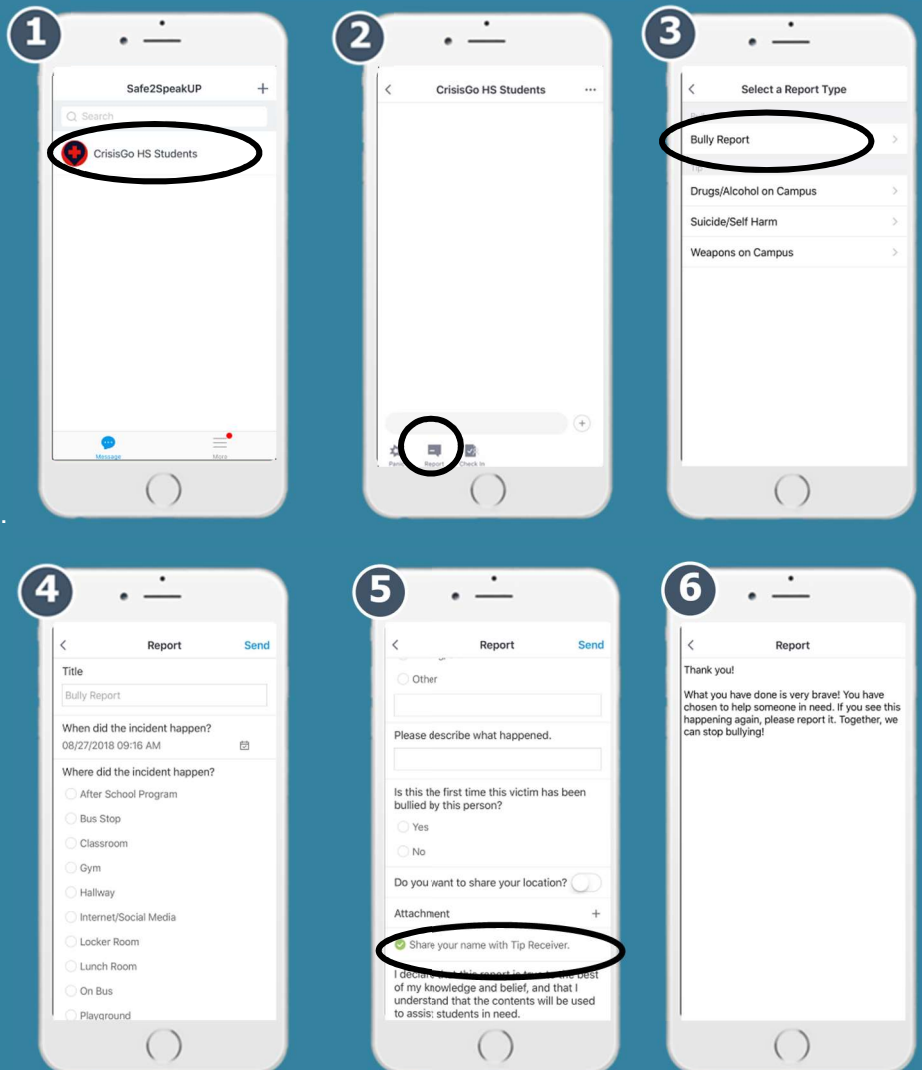 1
Safe2SpeakUP +
Search
CrisisGo HS Students
Message More
2
< CrisisGo HS Students ...
+
Report Check In
3
< Select a Report Type
Bully Report >
Tip
Drugs/Alcohol on Campus >
Suicide/Self Harm >
Weapons on Campus >
.
4
< Report Send
Title
Bully Report
When did the incident happen?
08/27/2018 09:16 AM
Where did the incident happen?
After School Program
Bus Stop
Classroom
Gym
Hallway
Internet/Social Media
Locker Room
Lunch Room
On Bus
Playground
5
< Report Send
Other
Please describe what happened.
Is this the first time this victim has been
bullied by this person?
Yes
No
Do you want to share your location?
Attachment +
Share your name with Tip Receiver.
I declare that this report is true to the best
of my knowledge and belief, and that I
understand that the contents will be used
to assis: students in need.
6
< Report
Thank you!
What you have done is very brave! You have
chosen to help someone in need. If you see this
happening again, please report it. Together, we
can stop bullying!